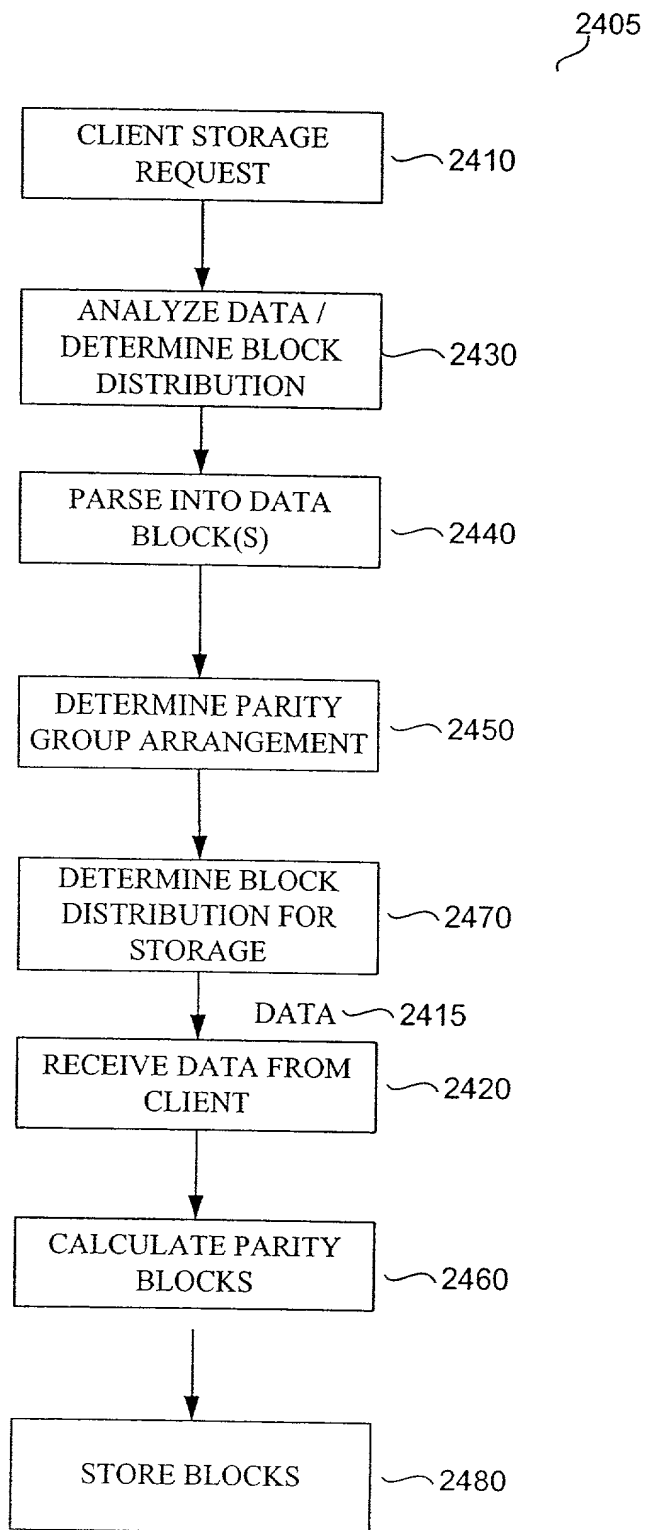 2405
CLIENT STORAGE
REQUEST
2410
ANALYZE DATA /
DETERMINE BLOCK
DISTRIBUTION
2430
PARSE INTO DATA
BLOCK(S)
2440
DETERMINE PARITY
GROUP ARRANGEMENT
2450
DETERMINE BLOCK
DISTRIBUTION FOR
STORAGE
2470
DATA 2415
RECEIVE DATA FROM
CLIENT
2420
CALCULATE PARITY
BLOCKS
2460
STORE BLOCKS
2480